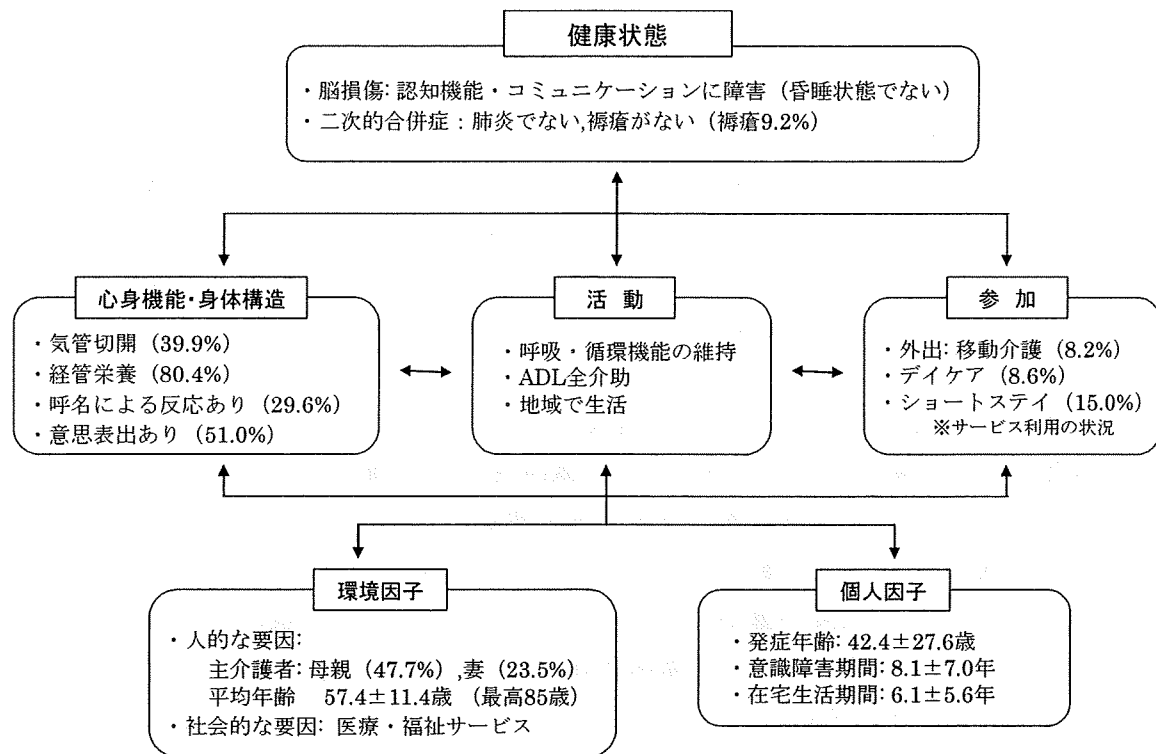 健康状態
・脳損傷: 認知機能・コミュニケーションに障害（昏睡状態でない）
・二次的合併症：肺炎でない,褥瘡がない（褥瘡9.2%）
心身機能・身体構造
・気管切開（39.9%）
・経管栄養（80.4%）
・呼名による反応あり（29.6%）
・意思表出あり（51.0%）
活 動
・呼吸・循環機能の維持
・ADL全介助
・地域で生活
参 加
・外出: 移動介護（8.2%）
・デイケア（8.6%）
・ショートステイ（15.0%）
※サービス利用の状況
環境因子
・人的な要因:
主介護者: 母親（47.7%）,妻（23.5%）
平均年齢 57.4±11.4歳 （最高85歳）
・社会的な要因: 医療・福祉サービス
個人因子
・発症年齢: 42.4±27.6歳
・意識障害期間: 8.1±7.0年
・在宅生活期間: 6.1±5.6年